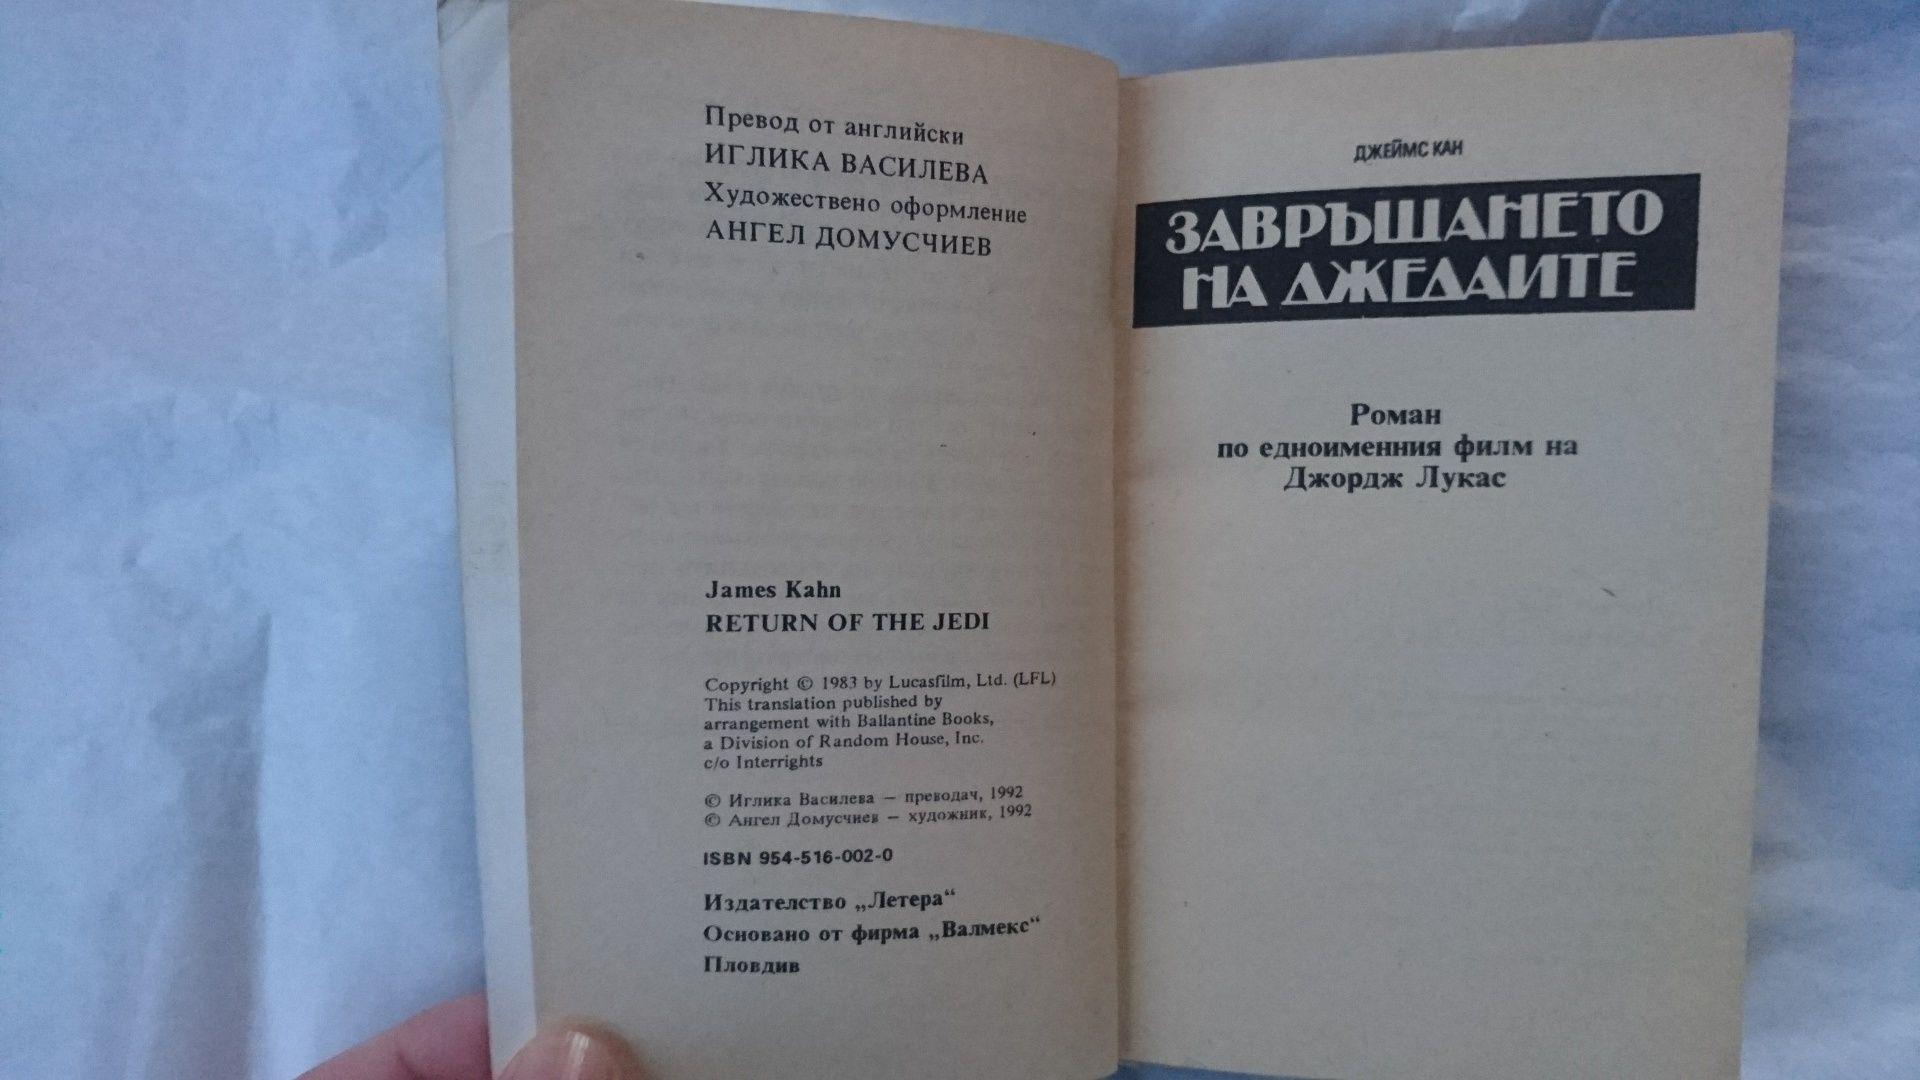 Превод от английски
ИГЛИКА ВАСИЛЕВА
Художествено оформление
АНГЕЛ ДОМУСЧИЕВ
James Kahn
RETURN OF THE JEDI
Copyright © 1983 by Lucasfilm, Ltd. (LFL)
This translation published by
arrangement with Ballantine Books,
a Division of Random House, Inc.
c/o Interrights
© Иглика Василева – преводач, 1992
© Ангел Домусчиев – художник, 1992
ISBN 954-516-002-0
Издателство „Летера“
Основано от фирма „Валмекс“
Пловдив
ДЖЕЙМС КАН
ЗАВРЪЩАНЕТО
НА ДЖЕДАИТЕ
Роман
по едноименния филм на
Джордж Лукас